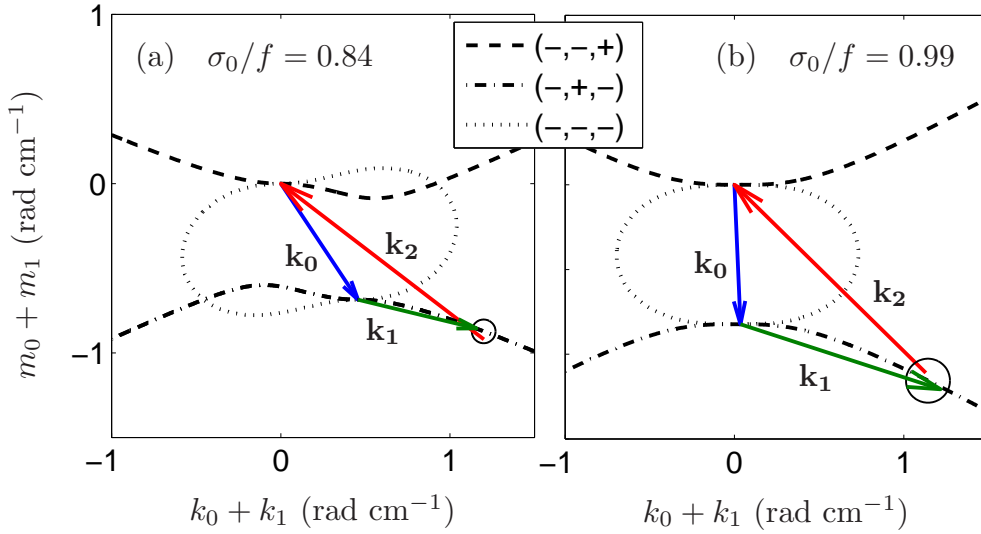 (a) σ₀/f = 0.84
(−,−,+)
(−,+,−)
(−,−,−)
(b) σ₀/f = 0.99
m₀ + m₁ (rad cm⁻¹)
1
0
−1
k₀
k₂
k₁
k₀
k₂
k₁
−1 0 1
−1 0 1
k₀ + k₁ (rad cm⁻¹)
k₀ + k₁ (rad cm⁻¹)